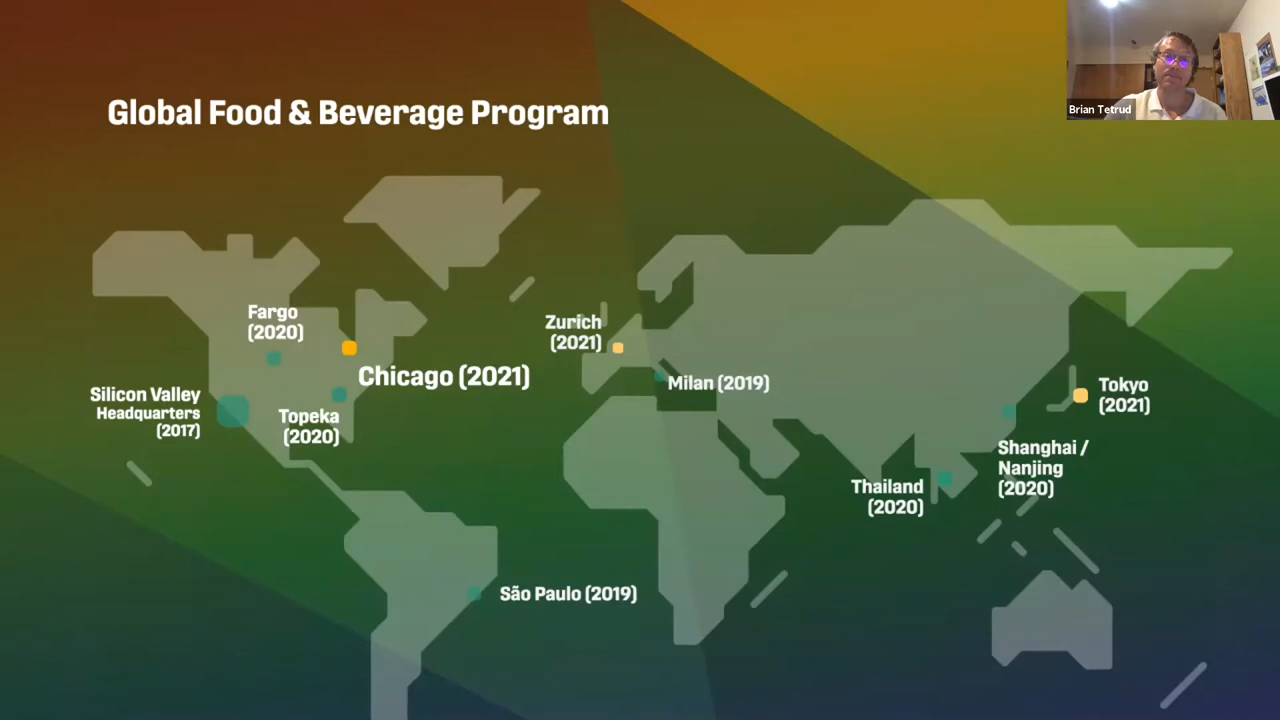 Global Food & Beverage Program
Brian Tetrud
Fargo
(2020)
Chicago (2021)
Silicon Valley
Headquarters
(2017)
Topeka
(2020)
Zurich
(2021)
Milan (2019)
Tokyo
(2021)
Shanghai /
Nanjing
(2020)
Thailand
(2020)
São Paulo (2019)